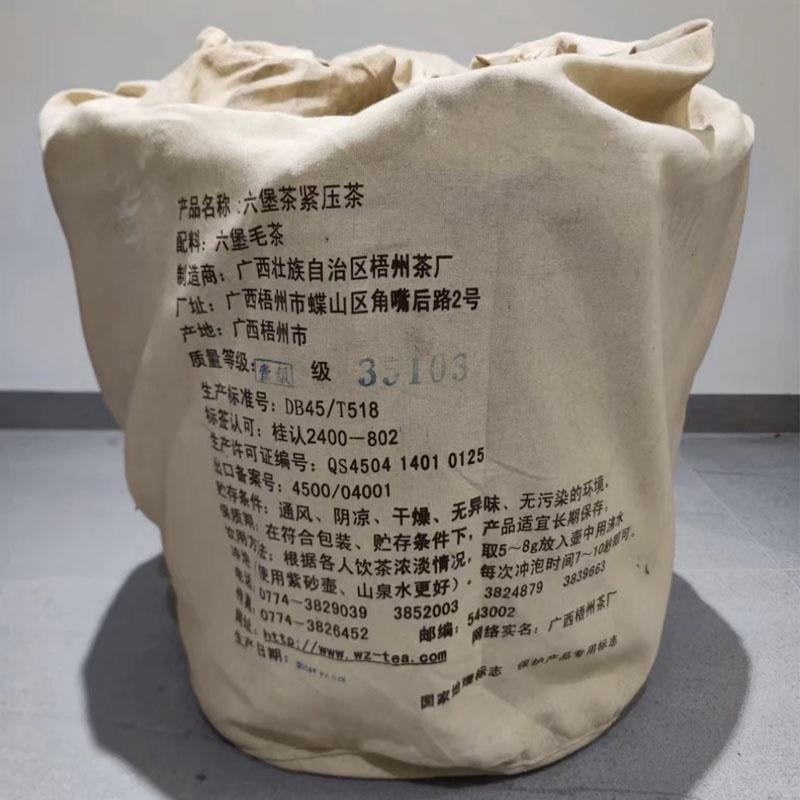 产品名称:六堡茶紧压茶
配料:六堡毛茶
制造商:广西壮族自治区梧州茶厂
厂址:广西梧州市蝶山区角嘴后路2号
产地:广西梧州市
质量等级:壹级 级 35103
生产标准号:DB45/T518
标签认可:桂认2400—802
生产许可证编号:QS4504 1401 0125
出口备案号:4500/04001
贮存条件:通风、阴凉、干燥、无异味、无污染的环境,
保质期:在符合包装、贮存条件下,产品适宜长期保存。
饮用方法:根据各人饮茶浓淡情况,取5~8g放入壶中用沸水
冲泡(使用紫砂壶、山泉水更好),每次冲泡时间7~10秒即可。
电话:0774—3829039 3852003 3824879 3839663
传真:0774—3826452 邮编:543002
网址:http://www.wz-tea.com 网络实名:广西梧州茶厂
生产日期:
国家地理标志 保护产品专用标志